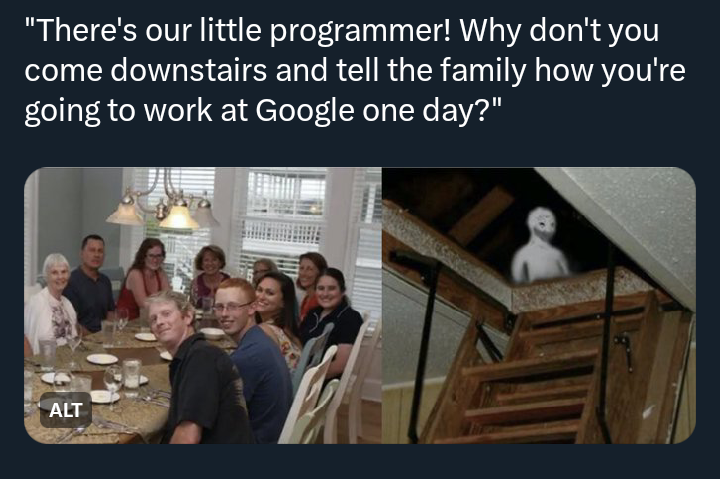 "There's our little programmer! Why don't you
come downstairs and tell the family how you're
going to work at Google one day?"
ALT